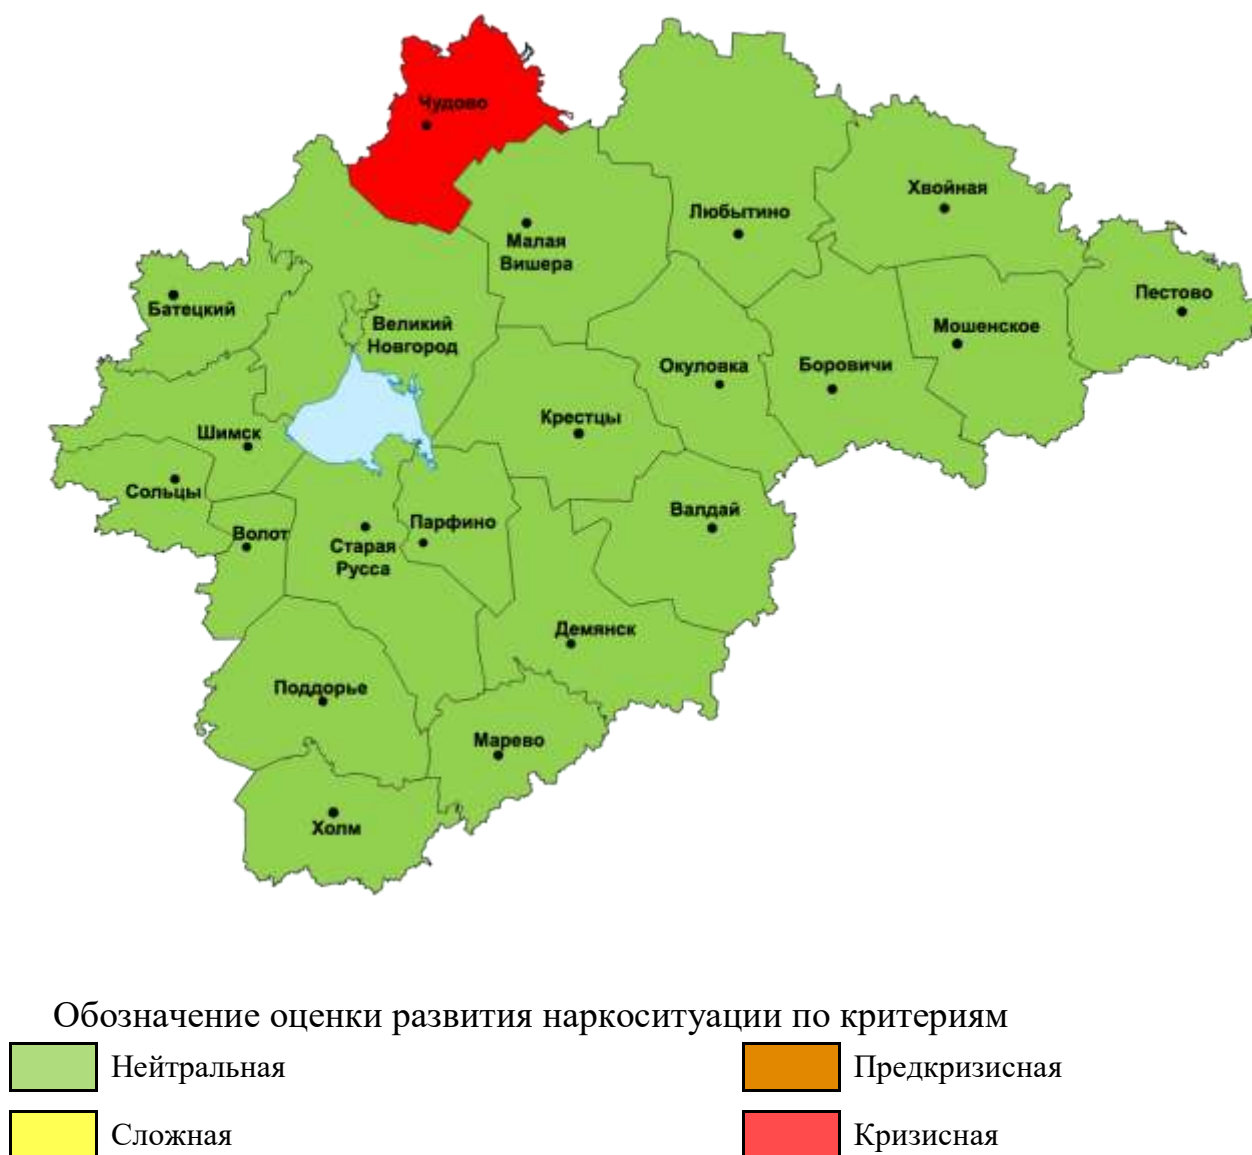 Чудово
Хвойная
Любытино
Малая
Вишера
Пестово
Батецкий
Великий
Новгород
Мошенское
Окуловка
Боровичи
Крестцы
Шимск
Сольцы
Валдай
Парфино
Волот
Старая
Русса
Демянск
Поддорье
Марево
Холм
Обозначение оценки развития наркоситуации по критериям
Нейтральная
Предкризисная
Сложная
Кризисная